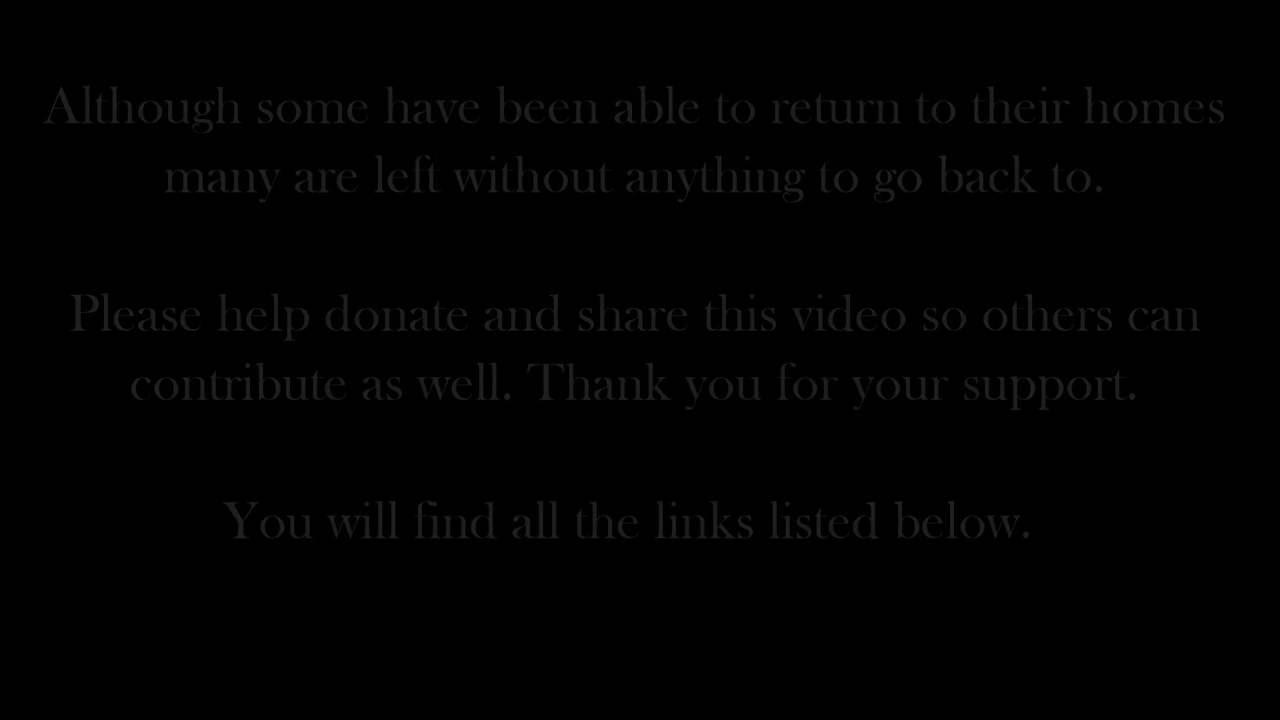 Although some have been able to return to their homes
many are left without anything to go back to.
Please help donate and share this video so others can
contribute as well. Thank you for your support.
You will find all the links listed below.